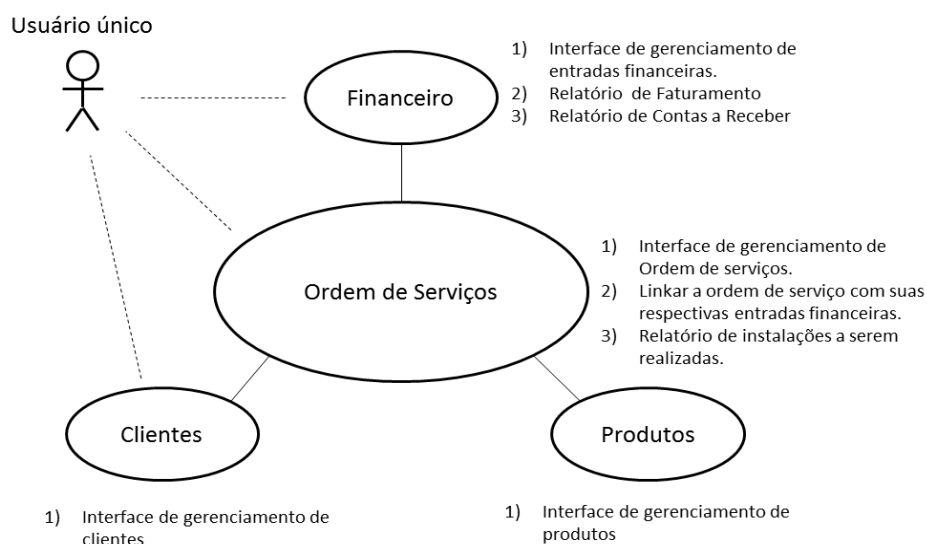 Usuário único
Financeiro
1) Interface de gerenciamento de
entradas financeiras.
2) Relatório de Faturamento
3) Relatório de Contas a Receber
Ordem de Serviços
1) Interface de gerenciamento de
Ordem de serviços.
2) Linkar a ordem de serviço com suas
respectivas entradas financeiras.
3) Relatório de instalações a serem
realizadas.
Clientes
1) Interface de gerenciamento de
clientes
Produtos
1) Interface de gerenciamento de
produtos